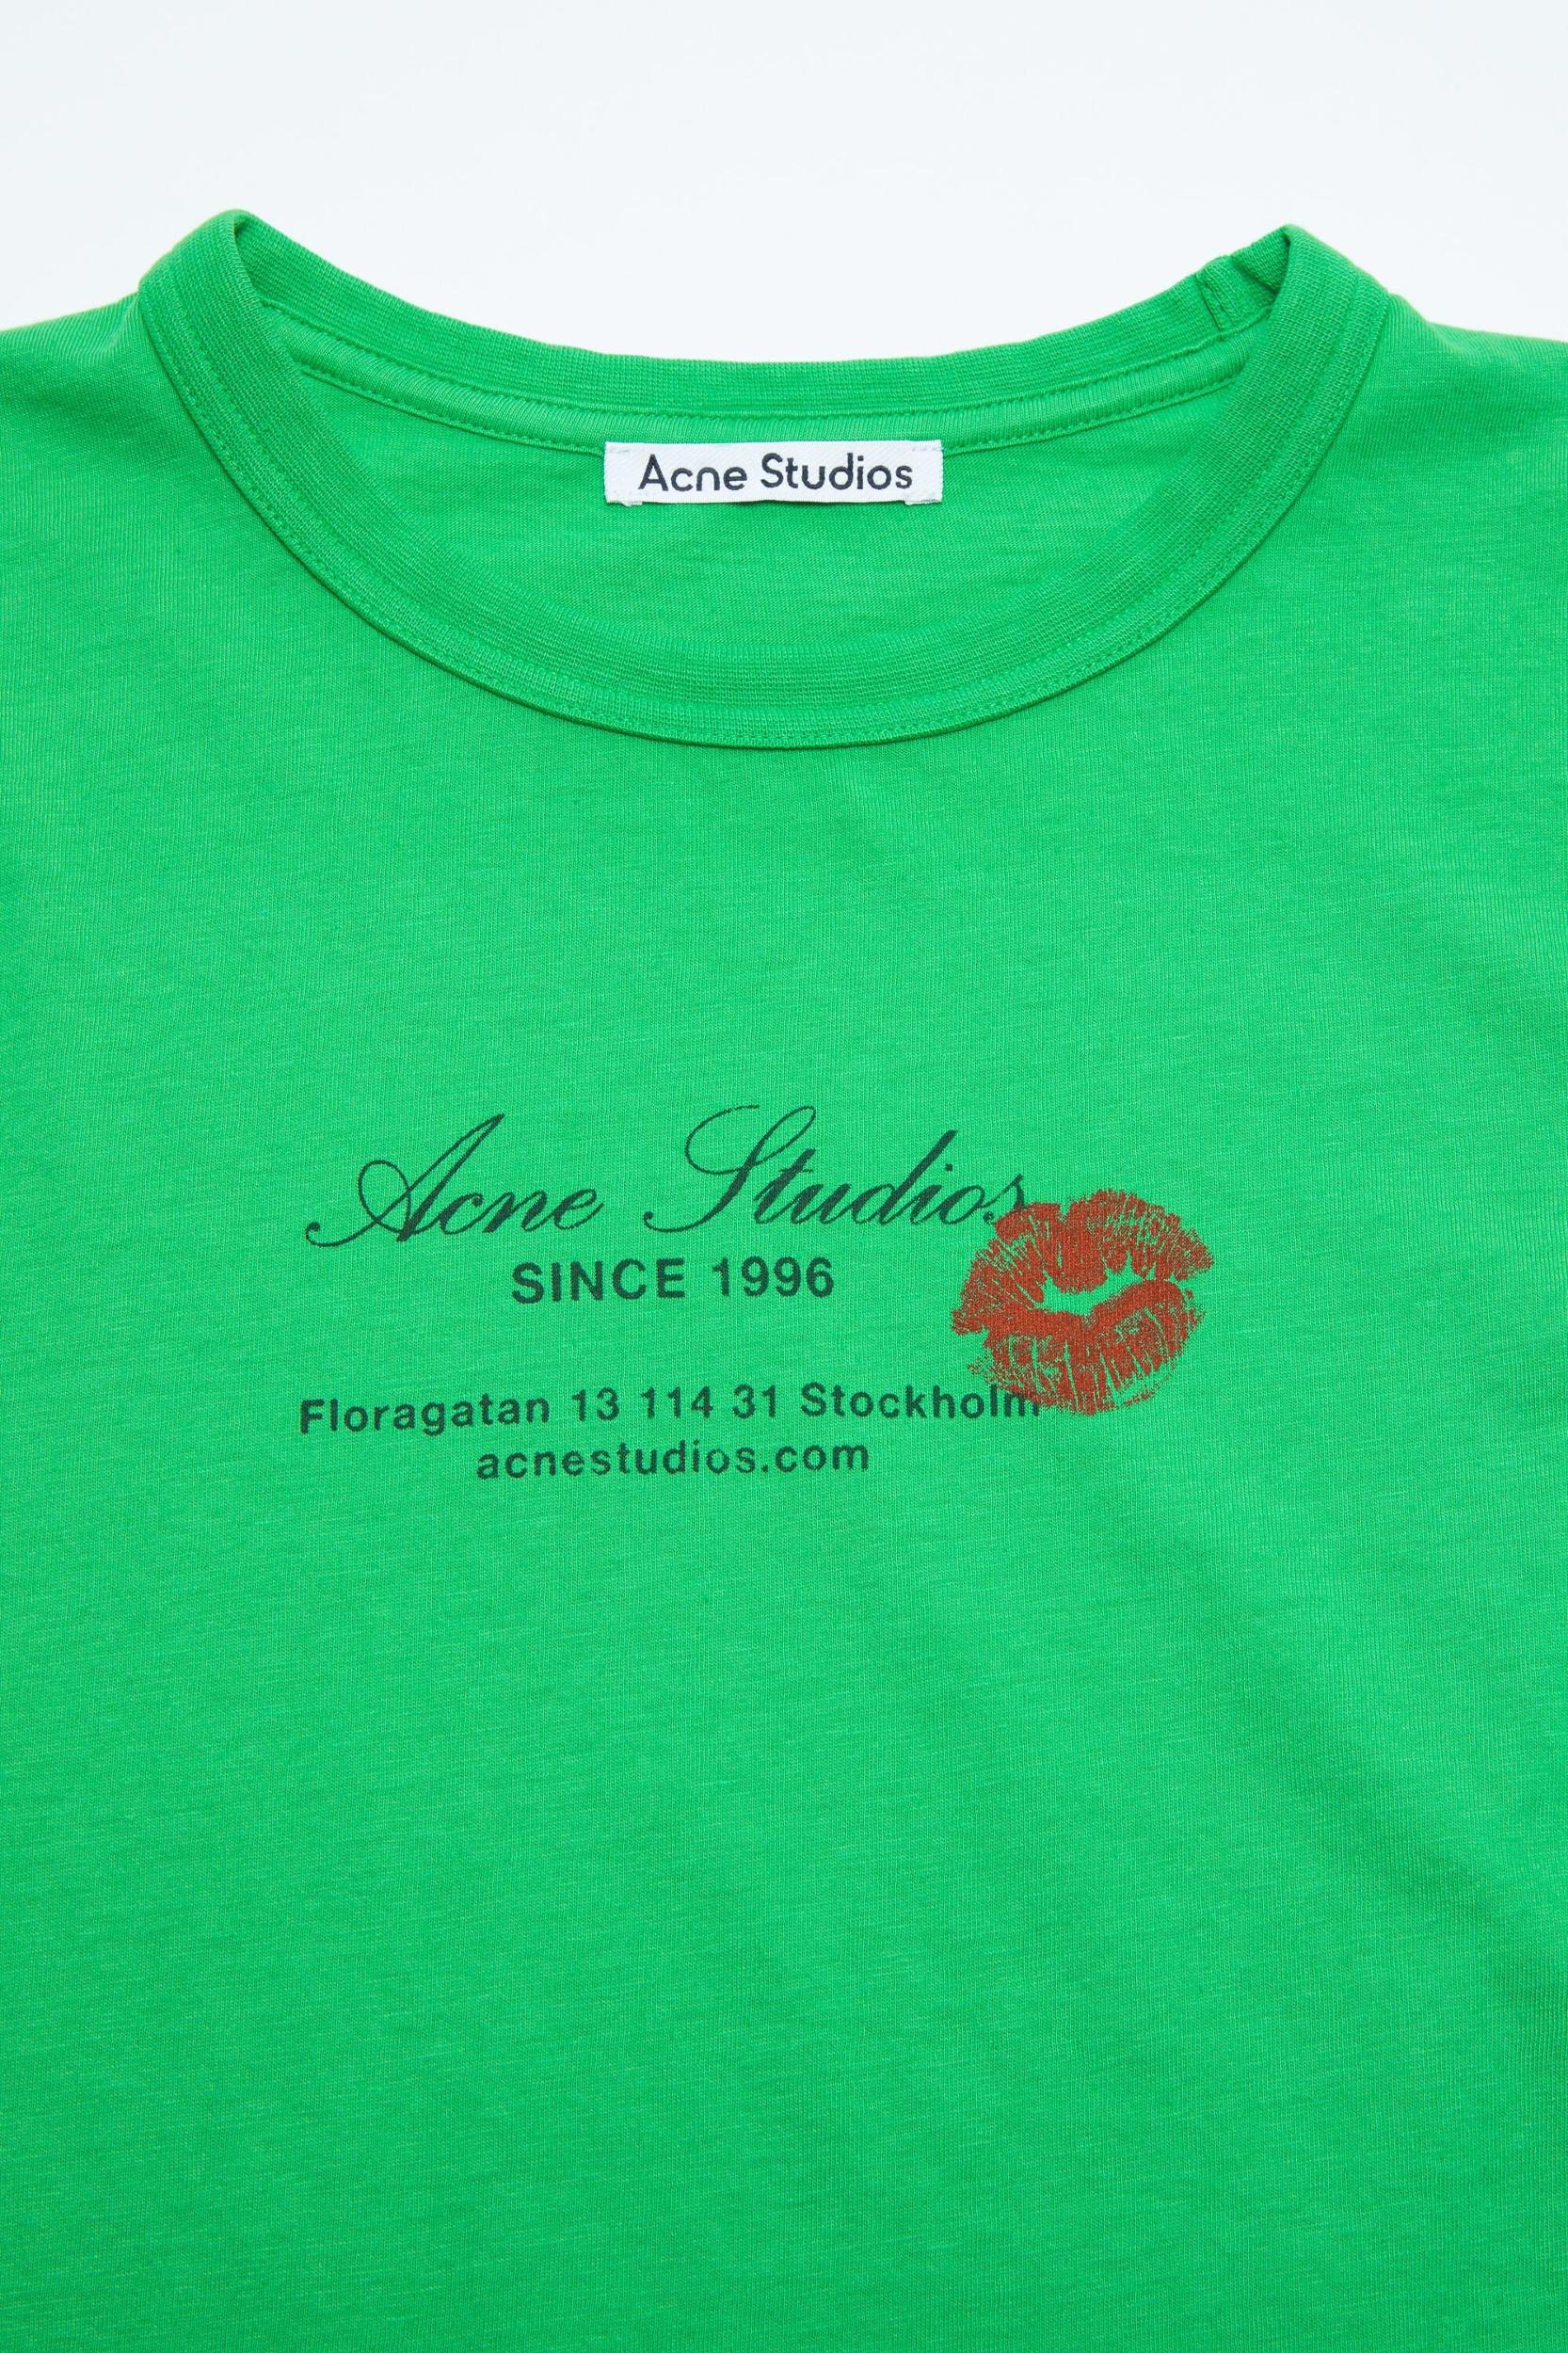 Acne Studios
Acne Studios
SINCE 1996
Floragatan 13 114 31 Stockholm
acnestudios.com